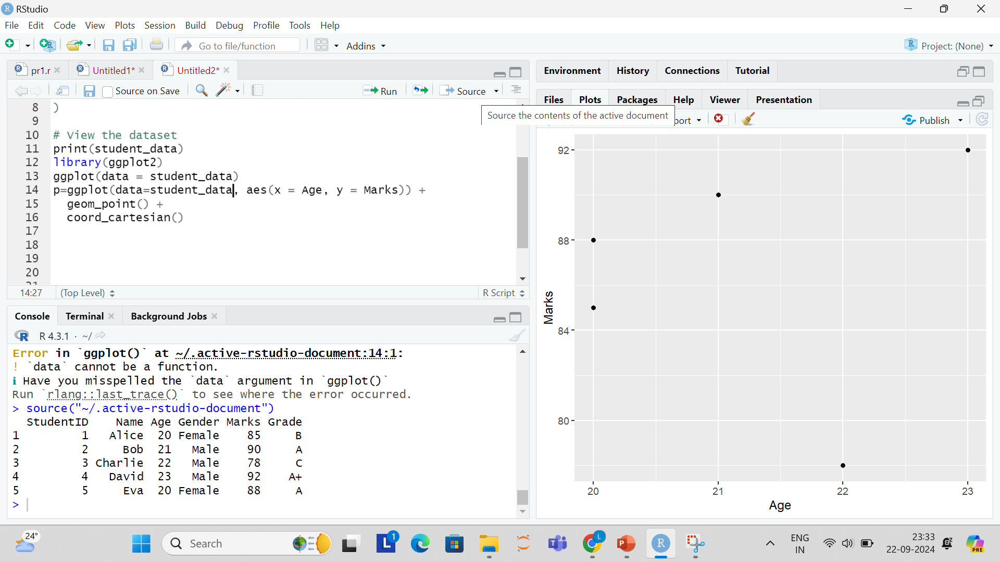 RStudio
File Edit Code View Plots Session Build Debug Profile Tools Help
Go to file/function Addins Project: (None)
pr1.r Untitled1* Untitled2*
Source on Save Run Source
8 )
9
10 # View the dataset
11 print(student_data)
12 library(ggplot2)
13 ggplot(data = student_data)
14 p=ggplot(data=student_data, aes(x = Age, y = Marks)) +
15 geom_point() +
16 coord_cartesian()
17
18
19
20
14:27 (Top Level) R Script
Console Terminal Background Jobs
R 4.3.1 · ~/
Error in `ggplot()` at ~/.active-rstudio-document:14:1:
! `data` cannot be a function.
i Have you misspelled the `data` argument in `ggplot()`
Run `rlang::last_trace()` to see where the error occurred.
> source("~/.active-rstudio-document")
StudentID Name Age Gender Marks Grade
1 1 Alice 20 Female 85 B
2 2 Bob 21 Male 90 A
3 3 Charlie 22 Male 78 C
4 4 David 23 Male 92 A+
5 5 Eva 20 Female 88 A
>
Environment History Connections Tutorial
Files Plots Packages Help Viewer Presentation
Source the contents of the active document
port Publish
92
88
84
80
Marks
20 21 22 23
Age
24°
Search
1
L
L
P
R
ENG
IN
23:33
22-09-2024
PRE